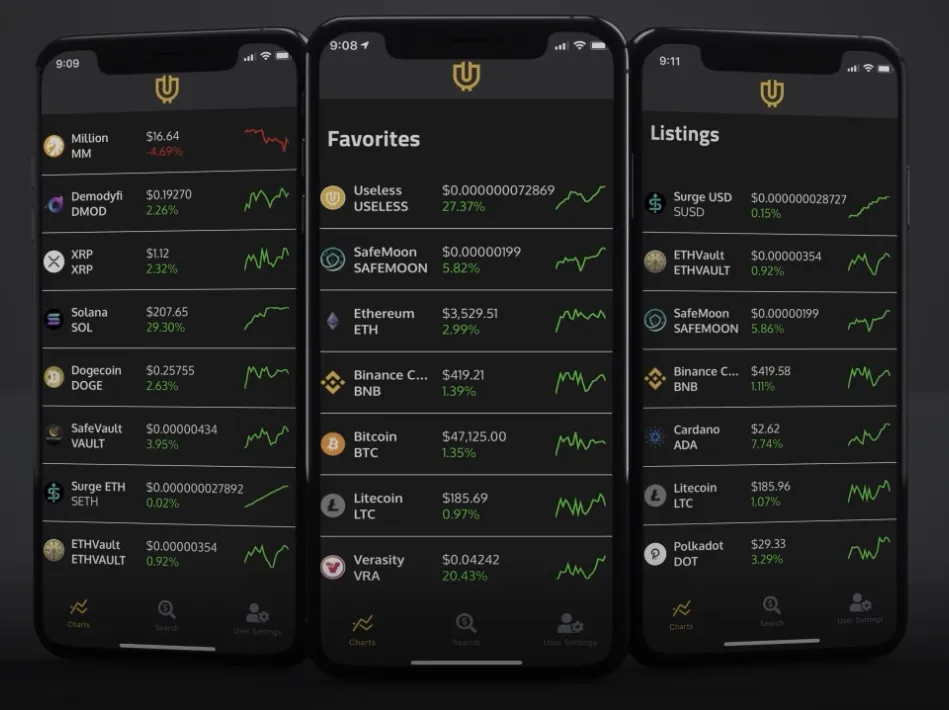 9:09
Million $16.64
MM -4.69%
Demodyfi $0.19270
DMOD 2.26%
XRP $1.12
XRP 2.32%
Solana $207.65
SOL 29.30%
Dogecoin $0.25755
DOGE 2.63%
SafeVault $0.00000434
VAULT 3.95%
Surge ETH $0.000000027892
SETH 0.02%
ETHVault $0.00000354
ETHVAULT 0.92%
Charts Search User Settings
9:08
Favorites
Useless $0.000000072869
USELESS 27.37%
SafeMoon $0.00000199
SAFEMOON 5.82%
Ethereum $3,529.51
ETH 2.99%
Binance C... $419.21
BNB 1.39%
Bitcoin $47,125.00
BTC 1.35%
Litecoin $185.69
LTC 0.97%
Verasity $0.04242
VRA 20.43%
Charts Search User Settings
9:11
Listings
Surge USD $0.00000028727
SUSD 0.15%
ETHVault $0.00000354
ETHVAULT 0.92%
SafeMoon $0.00000199
SAFEMOON 5.86%
Binance C... $419.58
BNB 1.11%
Cardano $2.62
ADA 7.74%
Litecoin $185.96
LTC 1.07%
Polkadot $29.33
DOT 3.29%
Charts Search User Settings